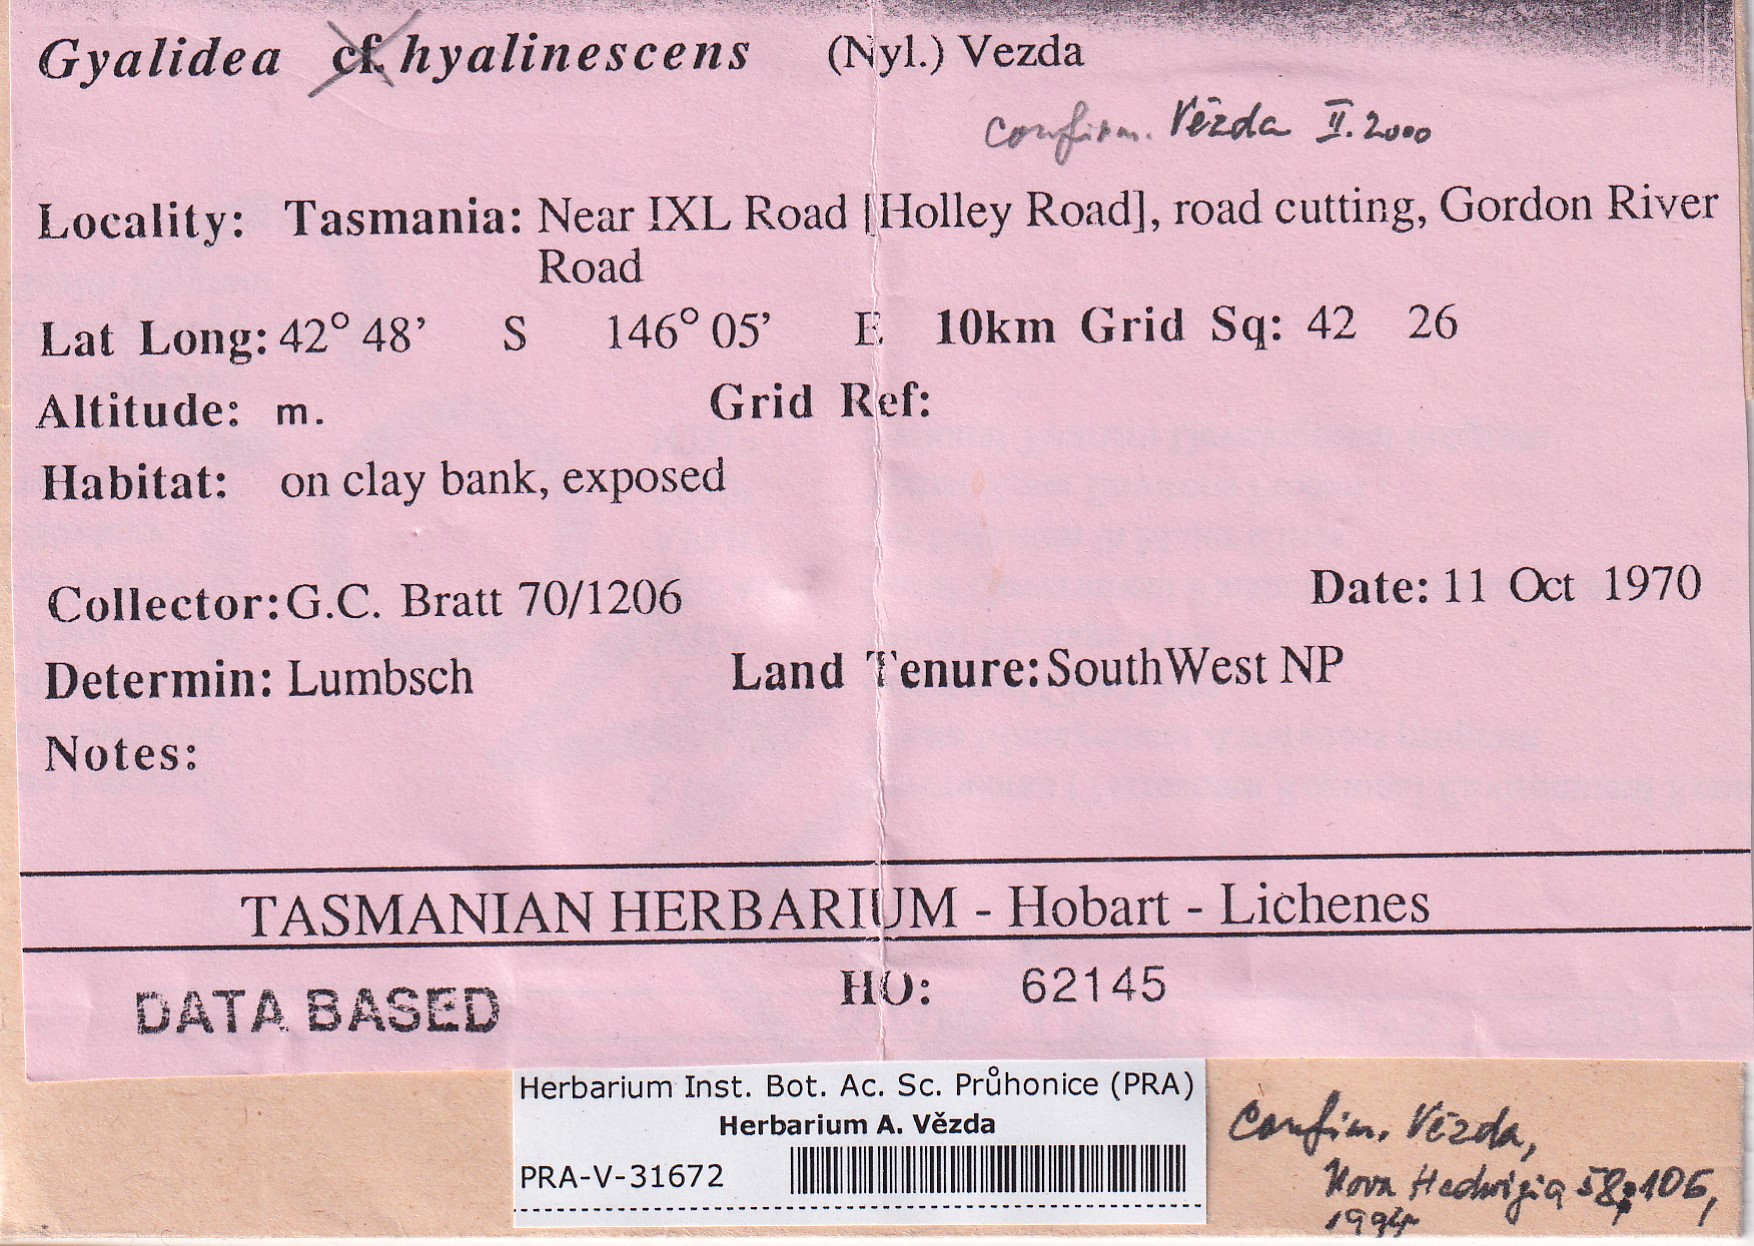 Gyalidea cf. hyalinescens (Nyl.) Vezda
confirm. Vězda II. 2000
Locality: Tasmania: Near IXL Road [Holley Road], road cutting, Gordon River
Road
Lat Long: 42° 48' S 146° 05' E 10km Grid Sq: 42 26
Altitude: m. Grid Ref:
Habitat: on clay bank, exposed
Collector: G.C. Bratt 70/1206 Date: 11 Oct 1970
Determin: Lumbsch Land Tenure: SouthWest NP
Notes:
TASMANIAN HERBARIUM - Hobart - Lichenes
DATA BASED HO: 62145
Herbarium Inst. Bot. Ac. Sc. Průhonice (PRA)
Herbarium A. Vězda
PRA-V-31672
Confirm. Vězda,
Nova Hedwigia 58, 106,
1994